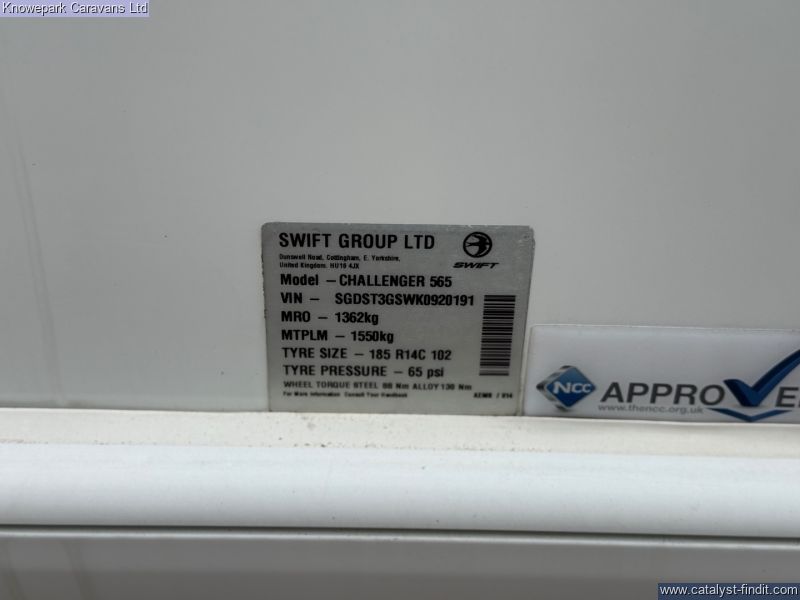 Knowepark Caravans Ltd
SWIFT GROUP LTD
Dunswell Road, Cottingham, E. Yorkshire,
United Kingdom. HU16 4JX
SWIFT
Model – CHALLENGER 565
VIN – SGDST3GSWK0920191
MRO – 1362kg
MTPLM – 1550kg
TYRE SIZE – 185 R14C 102
TYRE PRESSURE – 65 psi
WHEEL TORQUE STEEL 88 Nm ALLOY 130 Nm
For More Information Consult Your Handbook
NCC
APPROVE
www.thencc.org.uk
www.catalyst-findit.com